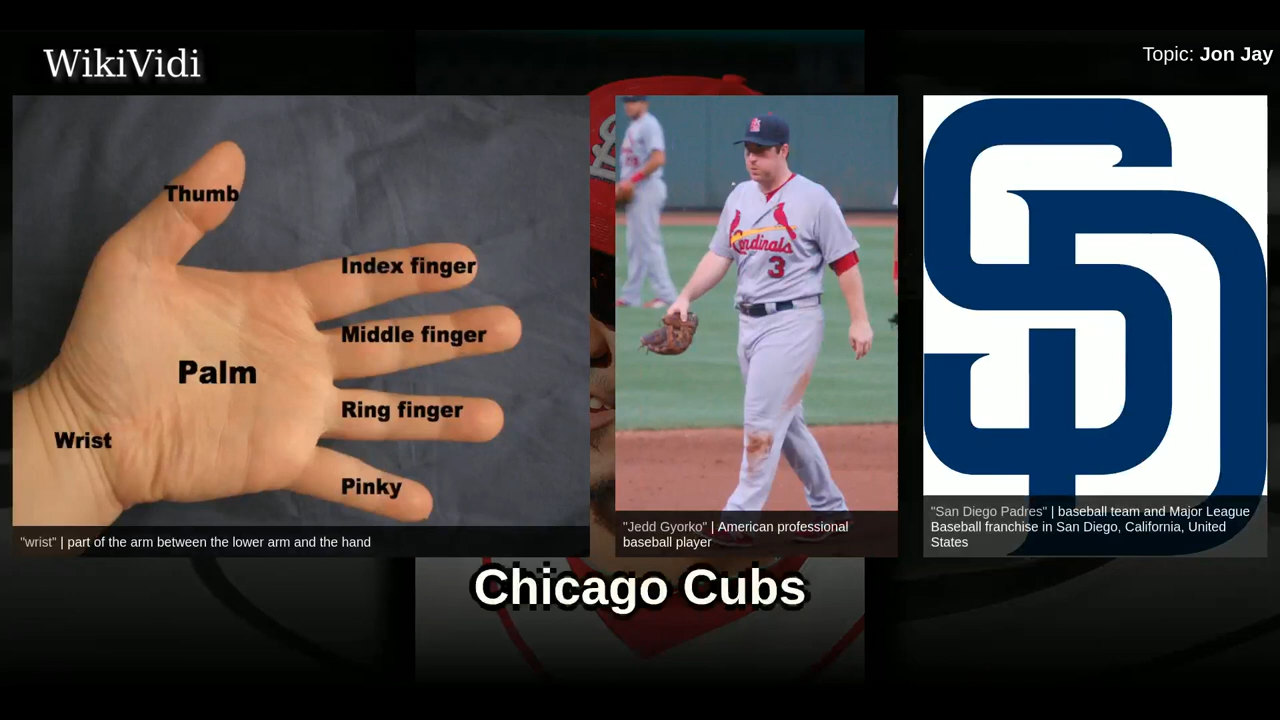 WikiVidi
Topic: Jon Jay
Thumb
Index finger
Middle finger
Palm
Ring finger
Wrist
Pinky
"wrist" | part of the arm between the lower arm and the hand
Cardinals
3
"Jedd Gyorko" | American professional
baseball player
SD
"San Diego Padres" | baseball team and Major League
Baseball franchise in San Diego, California, United
States
Chicago Cubs